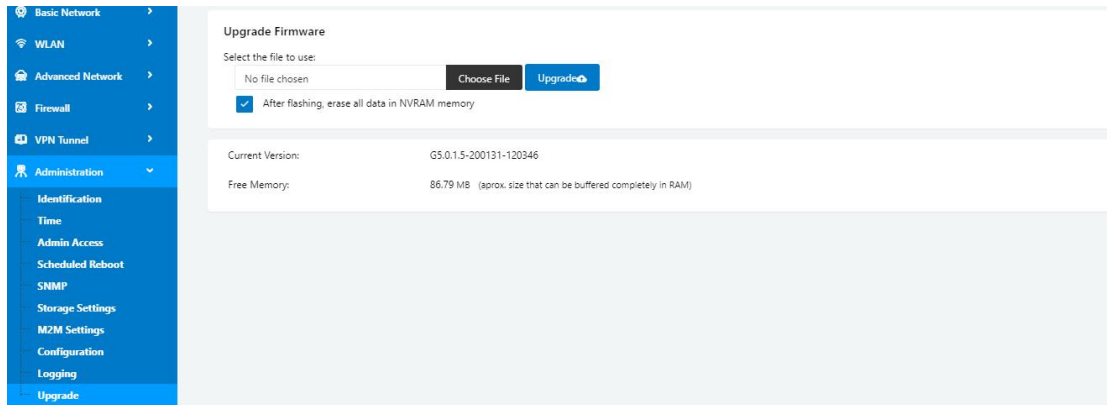 Basic Network
WLAN
Advanced Network
Firewall
VPN Tunnel
Administration
Identification
Time
Admin Access
Scheduled Reboot
SNMP
Storage Settings
M2M Settings
Configuration
Logging
Upgrade
Upgrade Firmware
Select the file to use:
No file chosen Choose File Upgrade
After flashing, erase all data in NVRAM memory
Current Version: G5.0.1.5-200131-120346
Free Memory: 86.79 MB (aprox. size that can be buffered completely in RAM)